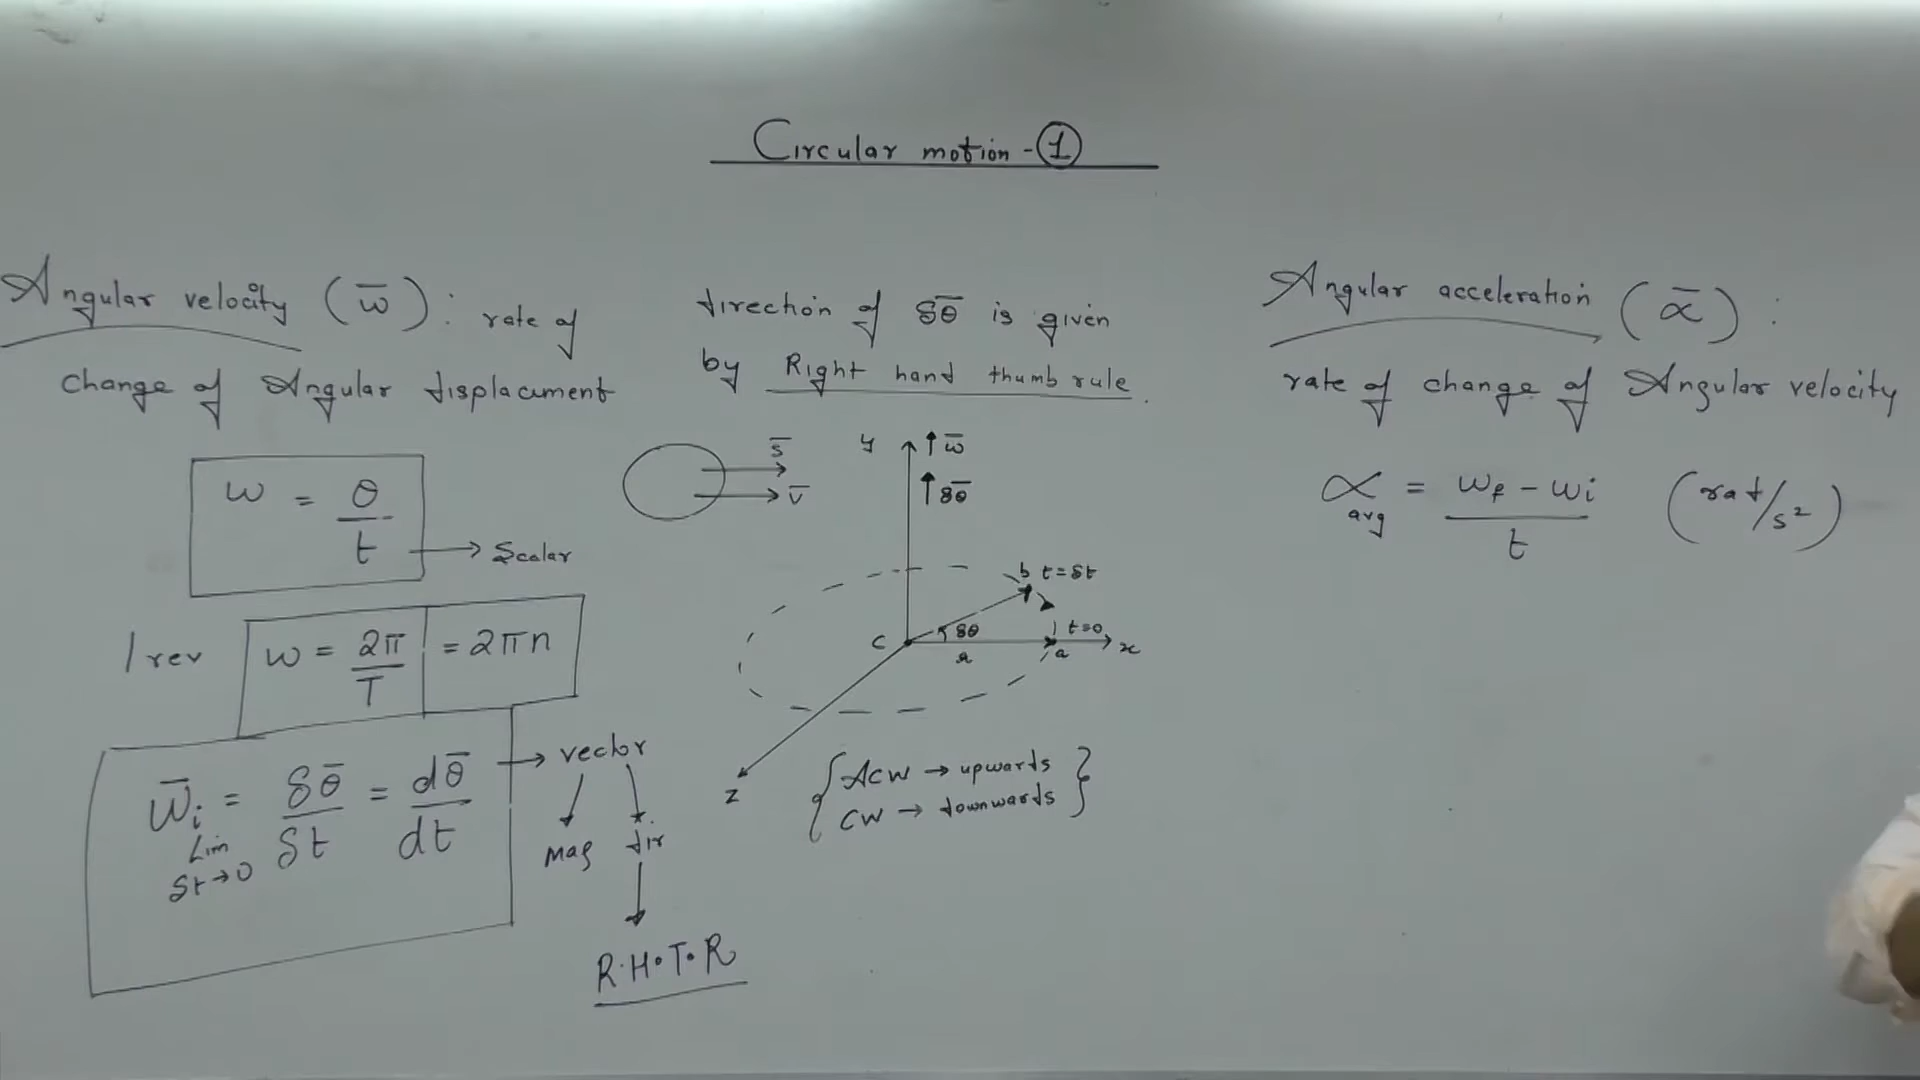 Circular motion - ①
Angular velocity (ω̅) : rate of
change of Angular displacement
ω = θ/t → Scalar
1 rev ω = 2π/T = 2πn
ω̅i = δθ̅/δt = dθ̅/dt → vector
Lim
δt→0
mag dir
R.H.T.R
direction of δθ̅ is given
by Right hand thumb rule.
s̅
v̅
y ↑ω̅
↑δθ̅
b t=δt
c δθ t=0
r a x
z
{ACW → upwards
CW → downwards}
Angular acceleration (α̅) :
rate of change of Angular velocity
α avg = ωf - ωi / t (rad/s²)